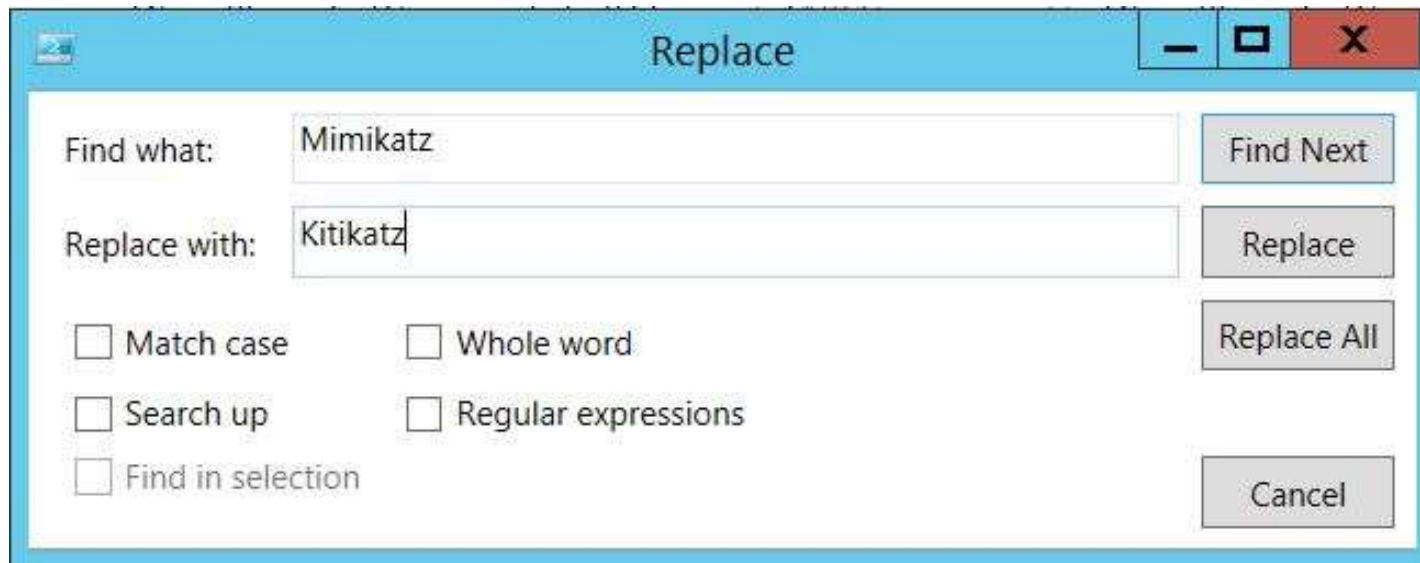 Replace
Find what: Mimikatz Find Next
Replace with: Kitikatz Replace
Match case Whole word Replace All
Search up Regular expressions
Find in selection Cancel